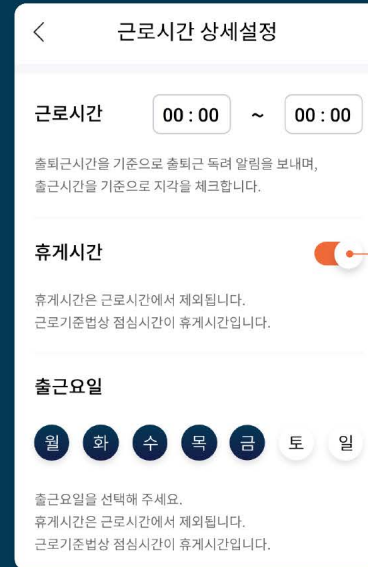 근로시간 상세설정
근로시간 00 : 00 ~ 00 : 00
출퇴근시간을 기준으로 출퇴근 독려 알림을 보내며,
출근시간을 기준으로 지각을 체크합니다.
휴게시간
휴게시간은 근로시간에서 제외됩니다.
근로기준법상 점심시간이 휴게시간입니다.
출근요일
월 화 수 목 금 토 일
출근요일을 선택해 주세요.
휴게시간은 근로시간에서 제외됩니다.
근로기준법상 점심시간이 휴게시간입니다.